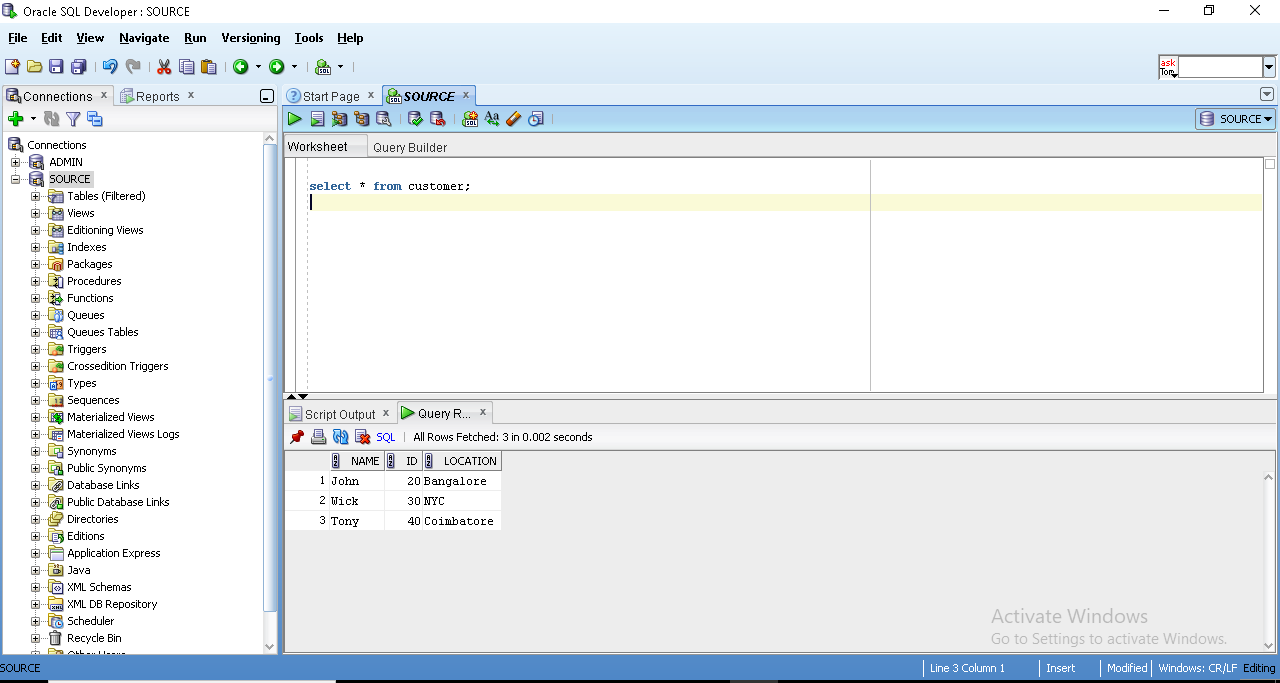 Oracle SQL Developer : SOURCE
File Edit View Navigate Run Versioning Tools Help
ask
Tom
Connections x Reports x
Start Page x SOURCE x
SOURCE
Worksheet Query Builder
Connections
ADMIN
SOURCE
Tables (Filtered)
Views
Editioning Views
Indexes
Packages
Procedures
Functions
Queues
Queues Tables
Triggers
Crossedition Triggers
Types
Sequences
Materialized Views
Materialized Views Logs
Synonyms
Public Synonyms
Database Links
Public Database Links
Directories
Editions
Application Express
Java
XML Schemas
XML DB Repository
Scheduler
Recycle Bin
Other Users
select * from customer;
Script Output x Query R... x
SQL | All Rows Fetched: 3 in 0.002 seconds
NAME ID LOCATION
1 John 20 Bangalore
2 Wick 30 NYC
3 Tony 40 Coimbatore
Activate Windows
Go to Settings to activate Windows.
SOURCE Line 3 Column 1 Insert Modified Windows: CR/LF Editing